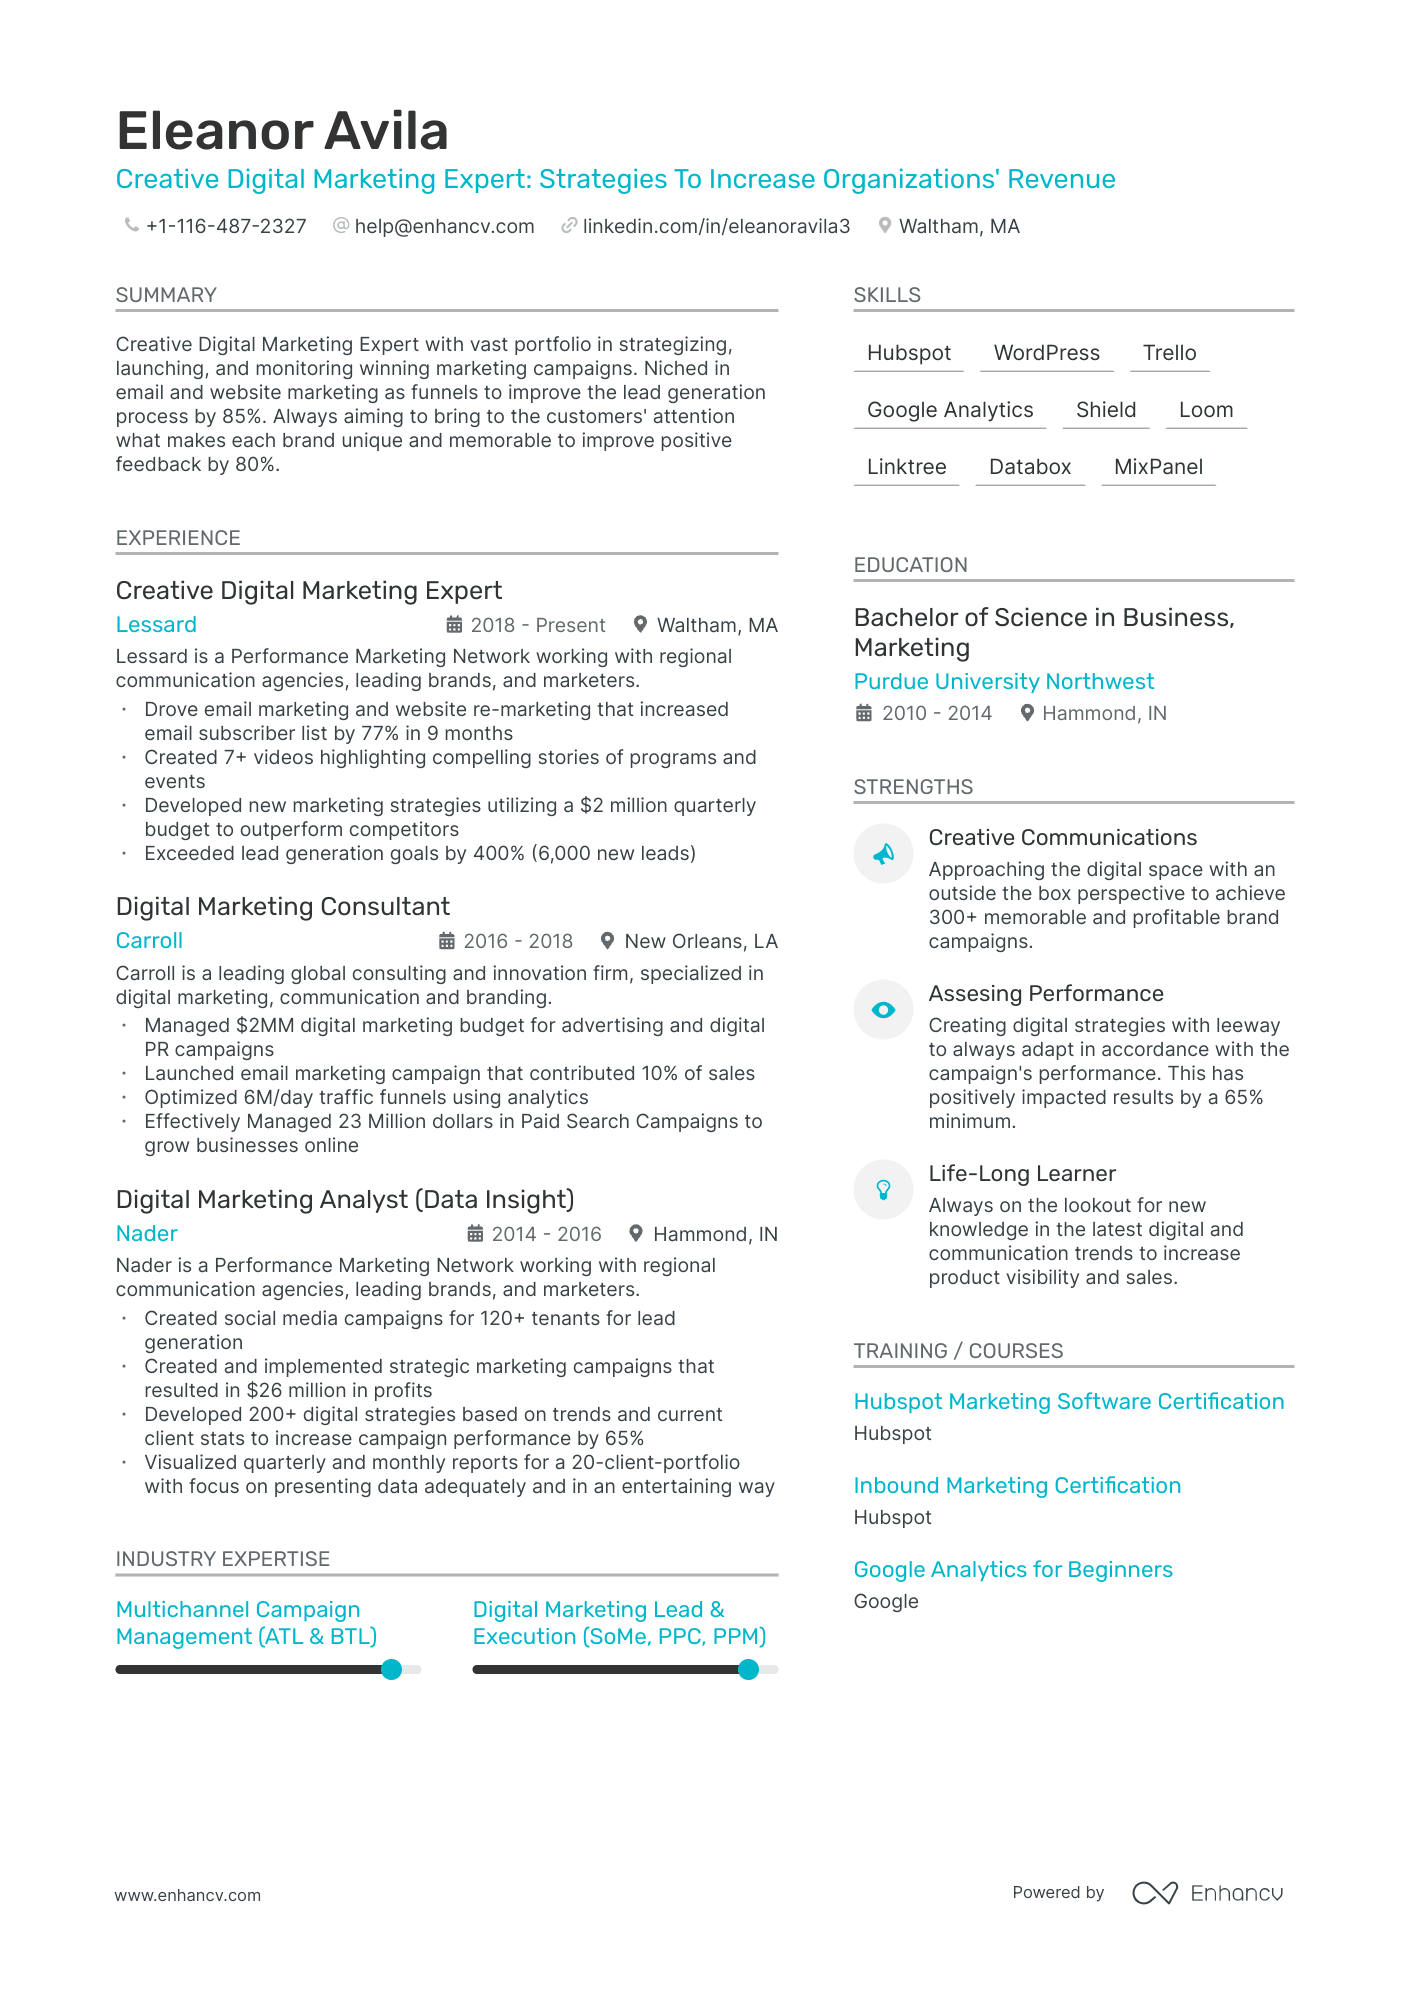 Eleanor Avila
Creative Digital Marketing Expert: Strategies To Increase Organizations' Revenue
+1-116-487-2327 help@enhancv.com linkedin.com/in/eleanoravila3 Waltham, MA
SUMMARY
Creative Digital Marketing Expert with vast portfolio in strategizing,
launching, and monitoring winning marketing campaigns. Niched in
email and website marketing as funnels to improve the lead generation
process by 85%. Always aiming to bring to the customers' attention
what makes each brand unique and memorable to improve positive
feedback by 80%.
EXPERIENCE
Creative Digital Marketing Expert
Lessard 2018 - Present Waltham, MA
Lessard is a Performance Marketing Network working with regional
communication agencies, leading brands, and marketers.
· Drove email marketing and website re-marketing that increased
email subscriber list by 77% in 9 months
· Created 7+ videos highlighting compelling stories of programs and
events
· Developed new marketing strategies utilizing a $2 million quarterly
budget to outperform competitors
· Exceeded lead generation goals by 400% (6,000 new leads)
Digital Marketing Consultant
Carroll 2016 - 2018 New Orleans, LA
Carroll is a leading global consulting and innovation firm, specialized in
digital marketing, communication and branding.
· Managed $2MM digital marketing budget for advertising and digital
PR campaigns
· Launched email marketing campaign that contributed 10% of sales
· Optimized 6M/day traffic funnels using analytics
· Effectively Managed 23 Million dollars in Paid Search Campaigns to
grow businesses online
Digital Marketing Analyst (Data Insight)
Nader 2014 - 2016 Hammond, IN
Nader is a Performance Marketing Network working with regional
communication agencies, leading brands, and marketers.
· Created social media campaigns for 120+ tenants for lead
generation
· Created and implemented strategic marketing campaigns that
resulted in $26 million in profits
· Developed 200+ digital strategies based on trends and current
client stats to increase campaign performance by 65%
· Visualized quarterly and monthly reports for a 20-client-portfolio
with focus on presenting data adequately and in an entertaining way
INDUSTRY EXPERTISE
Multichannel Campaign
Management (ATL & BTL)
Digital Marketing Lead &
Execution (SoMe, PPC, PPM)
SKILLS
Hubspot WordPress Trello
Google Analytics Shield Loom
Linktree Databox MixPanel
EDUCATION
Bachelor of Science in Business,
Marketing
Purdue University Northwest
2010 - 2014 Hammond, IN
STRENGTHS
Creative Communications
Approaching the digital space with an
outside the box perspective to achieve
300+ memorable and profitable brand
campaigns.
Assesing Performance
Creating digital strategies with leeway
to always adapt in accordance with the
campaign's performance. This has
positively impacted results by a 65%
minimum.
Life-Long Learner
Always on the lookout for new
knowledge in the latest digital and
communication trends to increase
product visibility and sales.
TRAINING / COURSES
Hubspot Marketing Software Certification
Hubspot
Inbound Marketing Certification
Hubspot
Google Analytics for Beginners
Google
www.enhancv.com
Powered by Enhancv